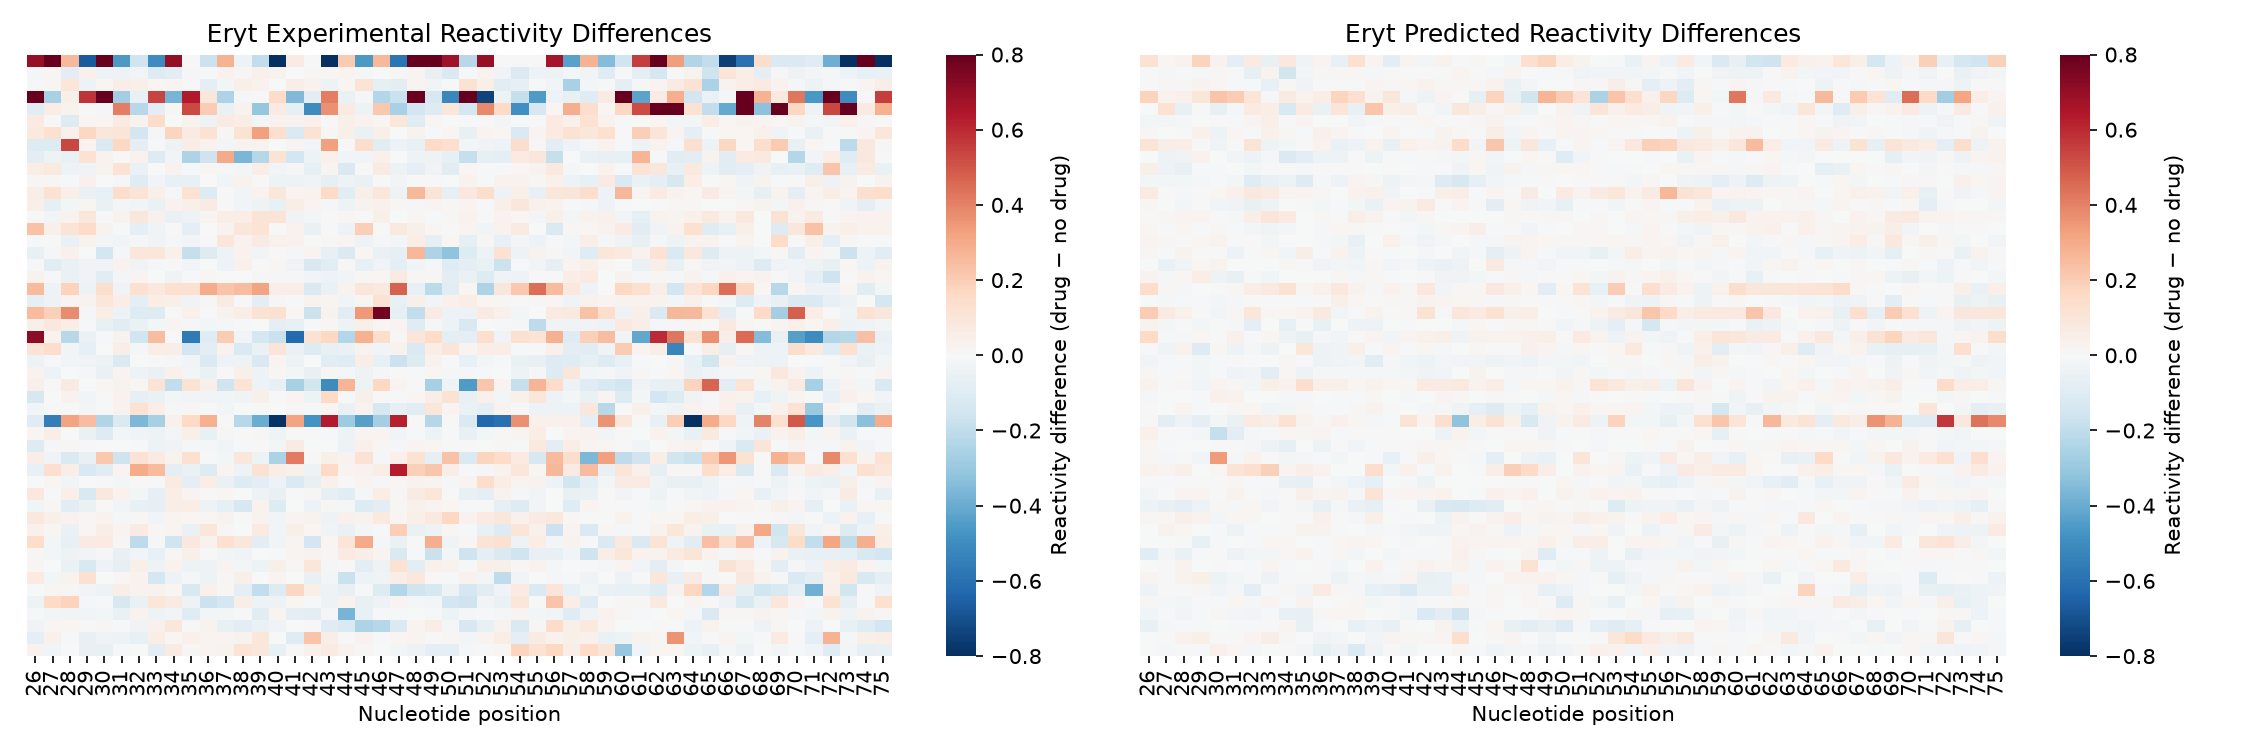 Eryt Experimental Reactivity Differences
0.8
0.6
0.4
0.2
0.0
−0.2
−0.4
−0.6
−0.8
Reactivity difference (drug − no drug)
26 27 28 29 30 31 32 33 34 35 36 37 38 39 40 41 42 43 44 45 46 47 48 49 50 51 52 53 54 55 56 57 58 59 60 61 62 63 64 65 66 67 68 69 70 71 72 73 74 75
Nucleotide position
Eryt Predicted Reactivity Differences
0.8
0.6
0.4
0.2
0.0
−0.2
−0.4
−0.6
−0.8
Reactivity difference (drug − no drug)
26 27 28 29 30 31 32 33 34 35 36 37 38 39 40 41 42 43 44 45 46 47 48 49 50 51 52 53 54 55 56 57 58 59 60 61 62 63 64 65 66 67 68 69 70 71 72 73 74 75
Nucleotide position